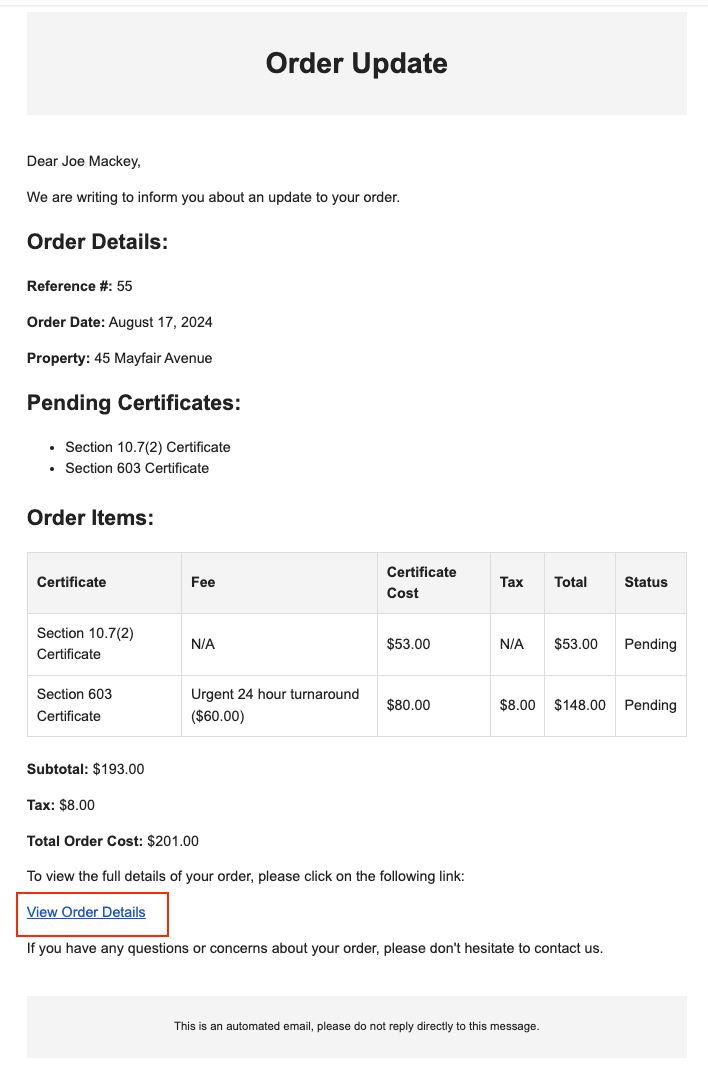 Order Update
Dear Joe Mackey,
We are writing to inform you about an update to your order.
Order Details:
Reference #: 55
Order Date: August 17, 2024
Property: 45 Mayfair Avenue
Pending Certificates:
• Section 10.7(2) Certificate
• Section 603 Certificate
Order Items:
Certificate Fee Certificate Cost Tax Total Status
Section 10.7(2) Certificate N/A $53.00 N/A $53.00 Pending
Section 603 Certificate Urgent 24 hour turnaround ($60.00) $80.00 $8.00 $148.00 Pending
Subtotal: $193.00
Tax: $8.00
Total Order Cost: $201.00
To view the full details of your order, please click on the following link:
View Order Details
If you have any questions or concerns about your order, please don't hesitate to contact us.
This is an automated email, please do not reply directly to this message.